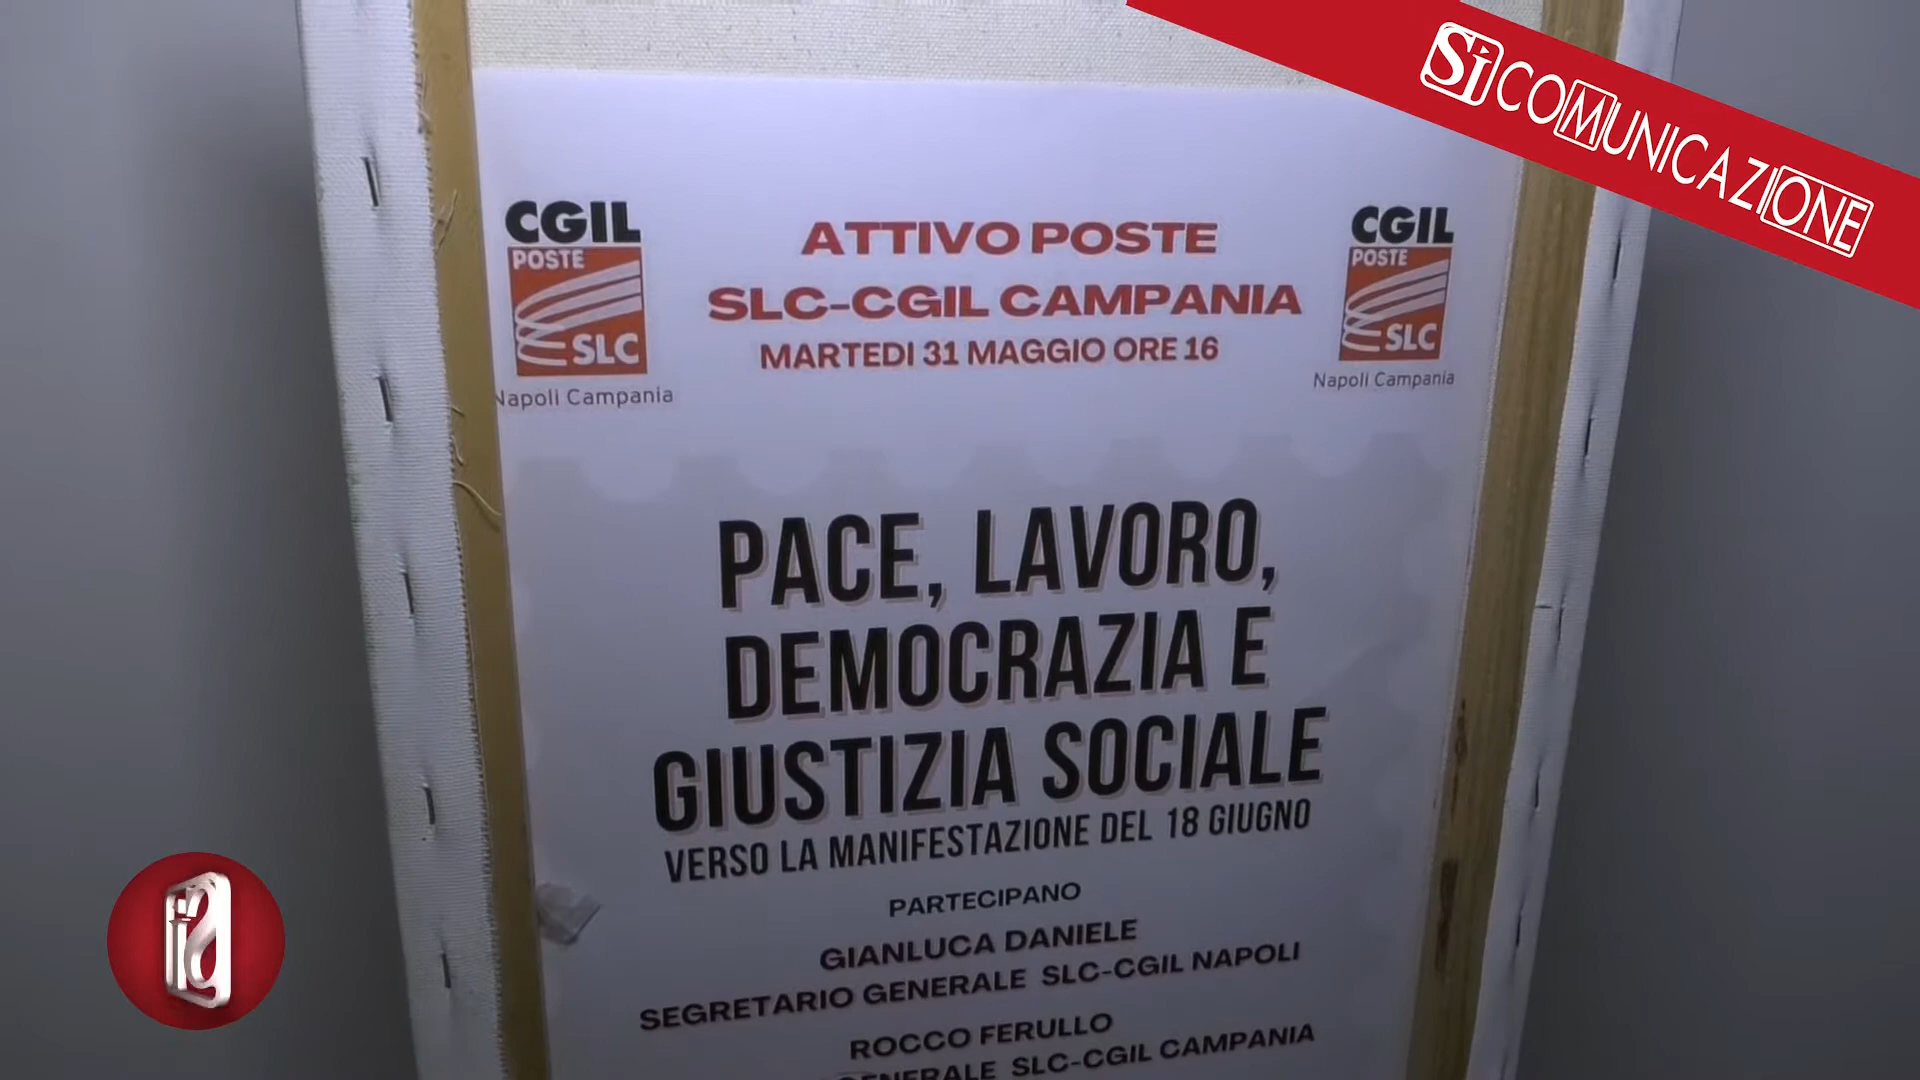 SiCOMUNICAZIONE
CGIL
POSTE
SLC
Napoli Campania
ATTIVO POSTE
SLC-CGIL CAMPANIA
MARTEDI 31 MAGGIO ORE 16
CGIL
POSTE
SLC
Napoli Campania
PACE, LAVORO,
DEMOCRAZIA E
GIUSTIZIA SOCIALE
VERSO LA MANIFESTAZIONE DEL 18 GIUGNO
PARTECIPANO
GIANLUCA DANIELE
SEGRETARIO GENERALE SLC-CGIL NAPOLI
ROCCO FERULLO
GENERALE SLC-CGIL CAMPANIA